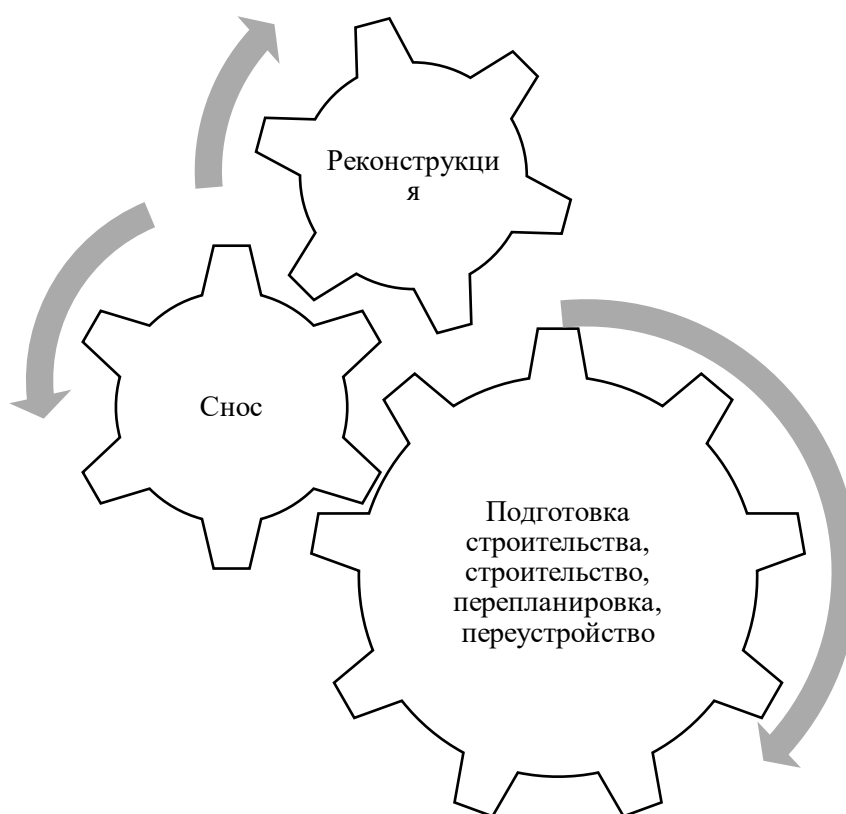 Реконструкци
я
Снос
Подготовка
строительства,
строительство,
перепланировка,
переустройство